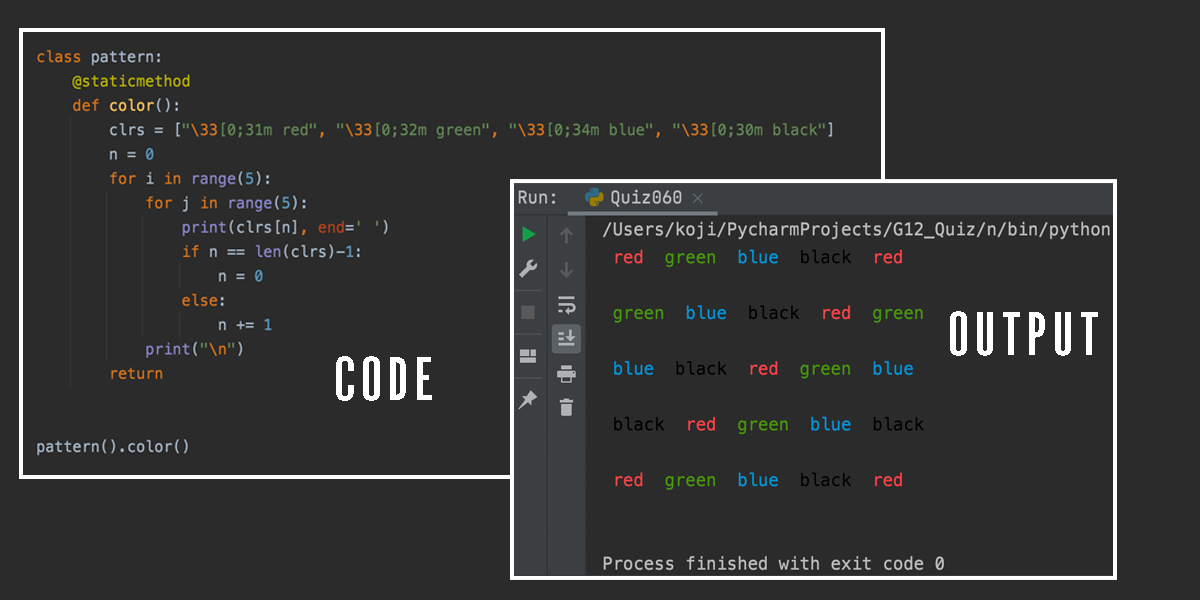 class pattern:
@staticmethod
def color():
clrs = ["\33[0;31m red", "\33[0;32m green", "\33[0;34m blue", "\33[0;30m black"]
n = 0
for i in range(5):
for j in range(5):
print(clrs[n], end=' ')
if n == len(clrs)-1:
n = 0
else:
n += 1
print("\n")
return
pattern().color()
CODE
Run: Quiz060 ×
/Users/koji/PycharmProjects/G12_Quiz/n/bin/python
red green blue black red
green blue black red green
blue black red green blue
black red green blue black
red green blue black red
Process finished with exit code 0
OUTPUT